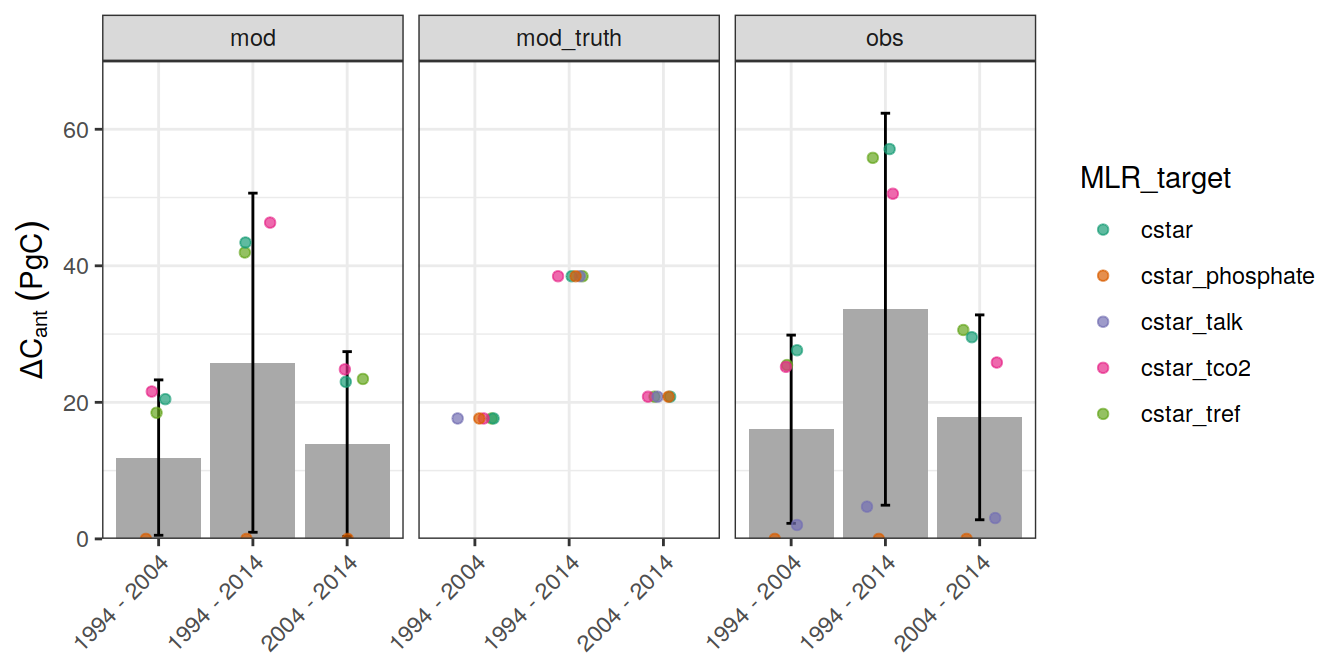 mod
mod_truth
obs
ΔCant (PgC)
60
40
20
0
1994 - 2004
1994 - 2014
2004 - 2014
1994 - 2004
1994 - 2014
2004 - 2014
1994 - 2004
1994 - 2014
2004 - 2014
MLR_target
cstar
cstar_phosphate
cstar_talk
cstar_tco2
cstar_tref